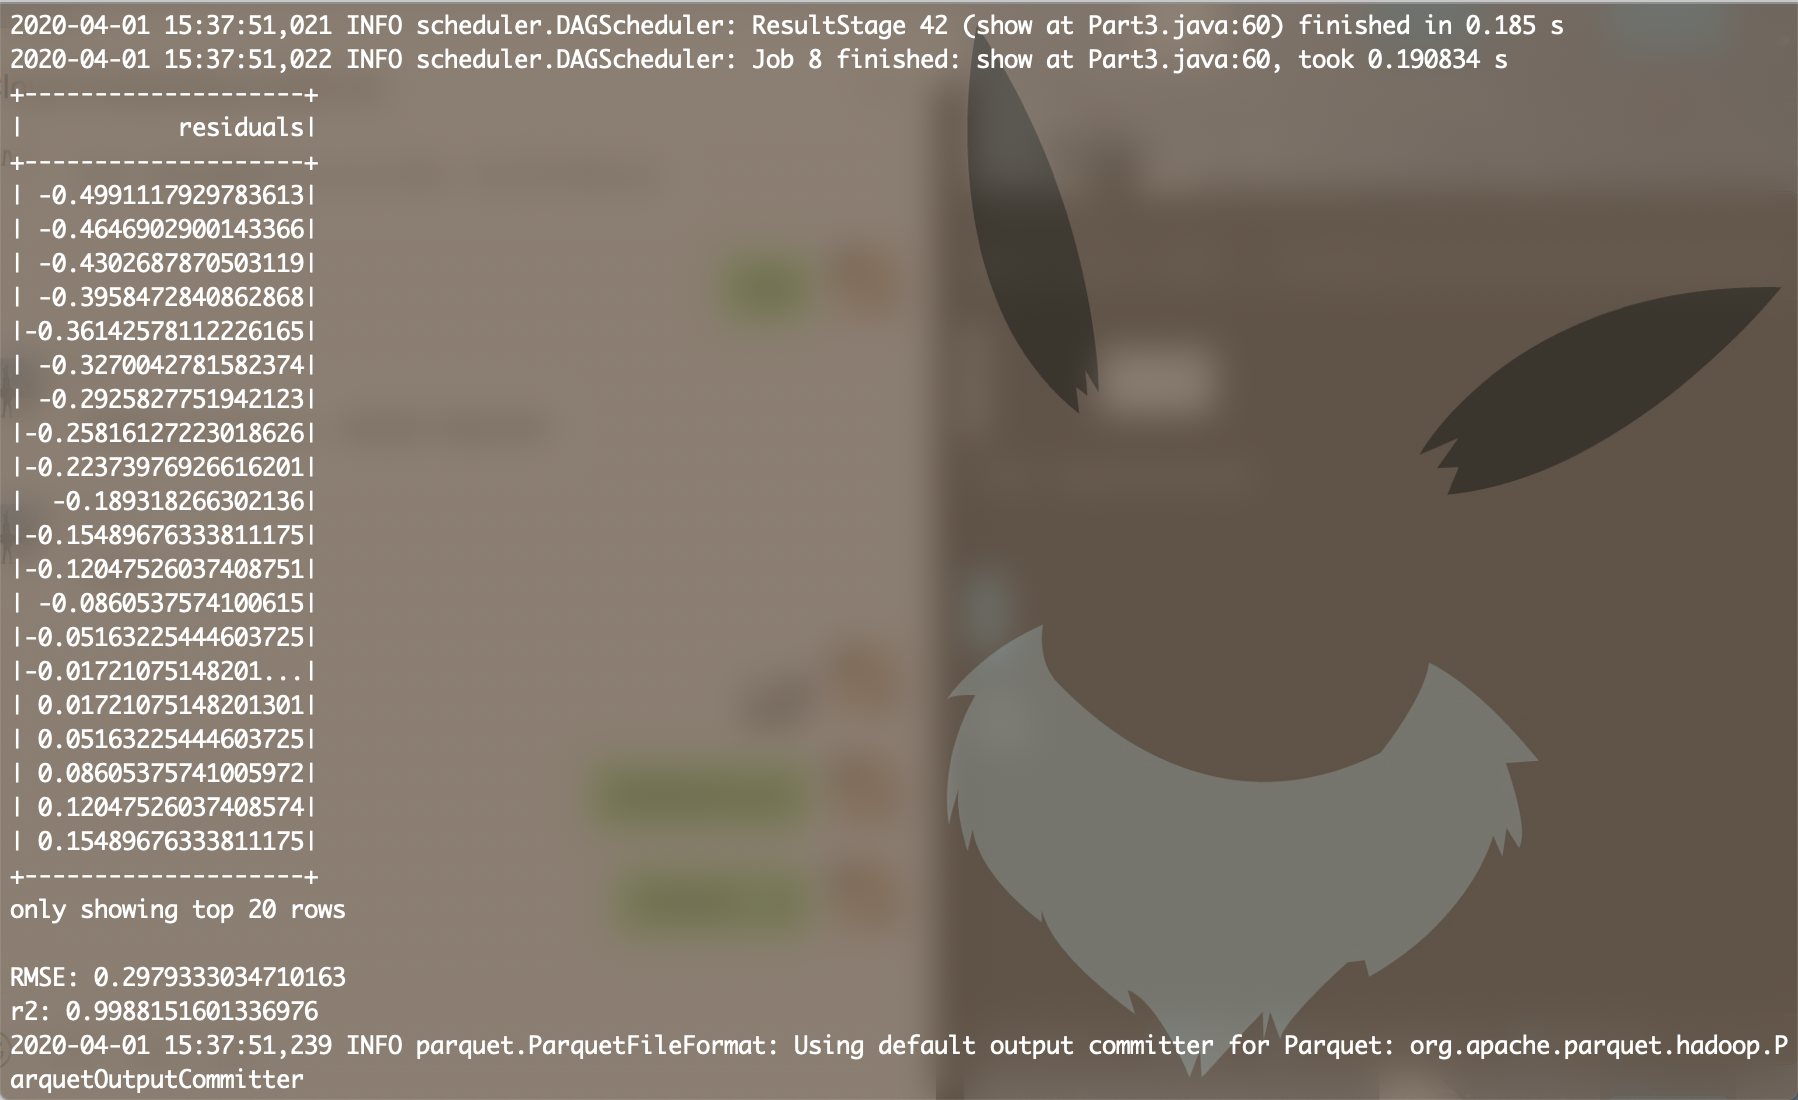 2020-04-01 15:37:51,021 INFO scheduler.DAGScheduler: ResultStage 42 (show at Part3.java:60) finished in 0.185 s
2020-04-01 15:37:51,022 INFO scheduler.DAGScheduler: Job 8 finished: show at Part3.java:60, took 0.190834 s
+--------------------+
|           residuals|
+--------------------+
| -0.4991117929783613|
| -0.4646902900143366|
| -0.4302687870503119|
| -0.3958472840862868|
|-0.36142578112226165|
| -0.3270042781582374|
| -0.2925827751942123|
|-0.25816127223018626|
|-0.22373976926616201|
|  -0.189318266302136|
|-0.15489676333811175|
|-0.12047526037408751|
| -0.0860537574100615|
|-0.05163225444603725|
|-0.01721075148201...|
| 0.01721075148201301|
| 0.05163225444603725|
| 0.08605375741005972|
| 0.12047526037408574|
| 0.15489676333811175|
+--------------------+
only showing top 20 rows
RMSE: 0.2979333034710163
r2: 0.9988151601336976
2020-04-01 15:37:51,239 INFO parquet.ParquetFileFormat: Using default output committer for Parquet: org.apache.parquet.hadoop.P
arquetOutputCommitter